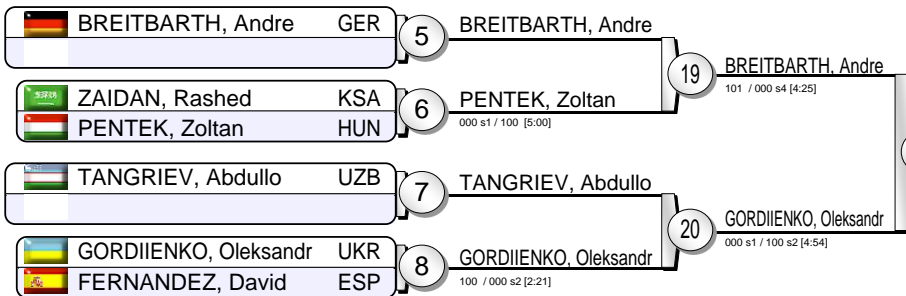 BREITBARTH, Andre GER
5
BREITBARTH, Andre
19
BREITBARTH, Andre
101 / 000 s4 [4:25]
ZAIDAN, Rashed KSA
6
PENTEK, Zoltan
000 s1 / 100 [5:00]
PENTEK, Zoltan HUN
TANGRIEV, Abdullo UZB
7
TANGRIEV, Abdullo
20
GORDIIENKO, Oleksandr
000 s1 / 100 s2 [4:54]
GORDIIENKO, Oleksandr UKR
8
GORDIIENKO, Oleksandr
100 / 000 s2 [2:21]
FERNANDEZ, David ESP